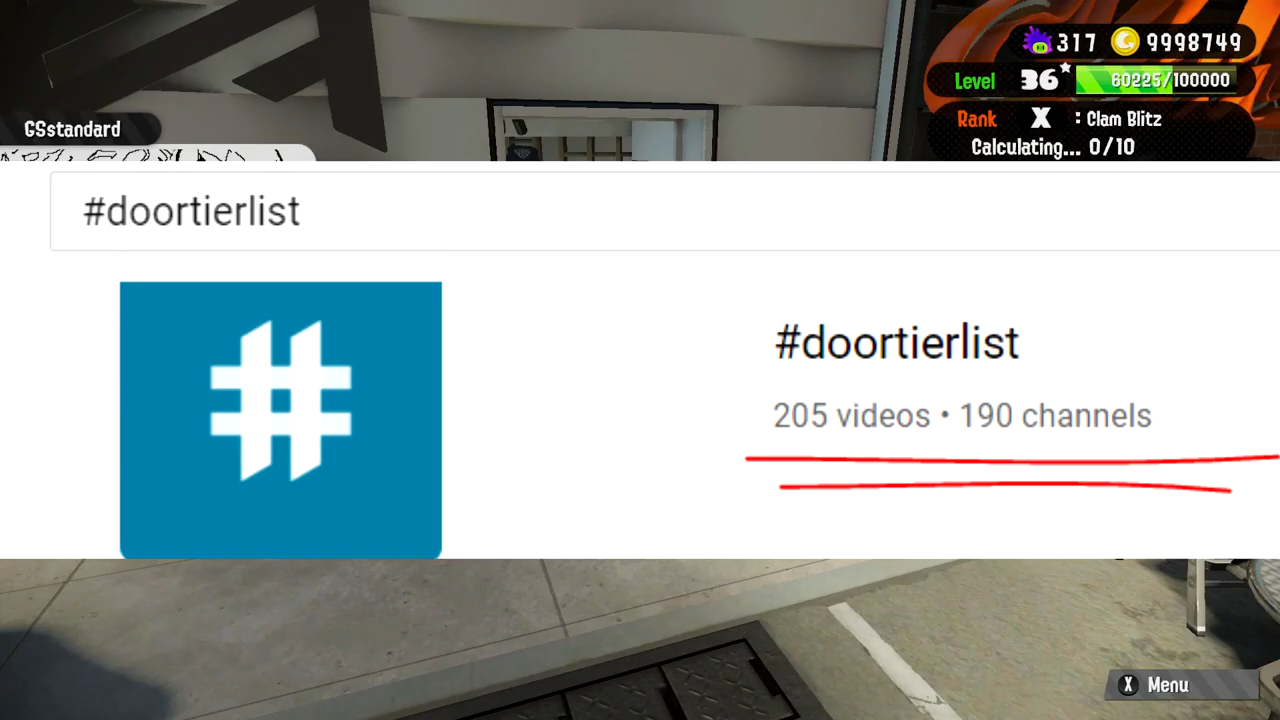 317 9998749
Level 36★ 60225/100000
GSstandard
Rank X : Clam Blitz
Calculating... 0/10
#doortierlist
#
#doortierlist
205 videos • 190 channels
X Menu